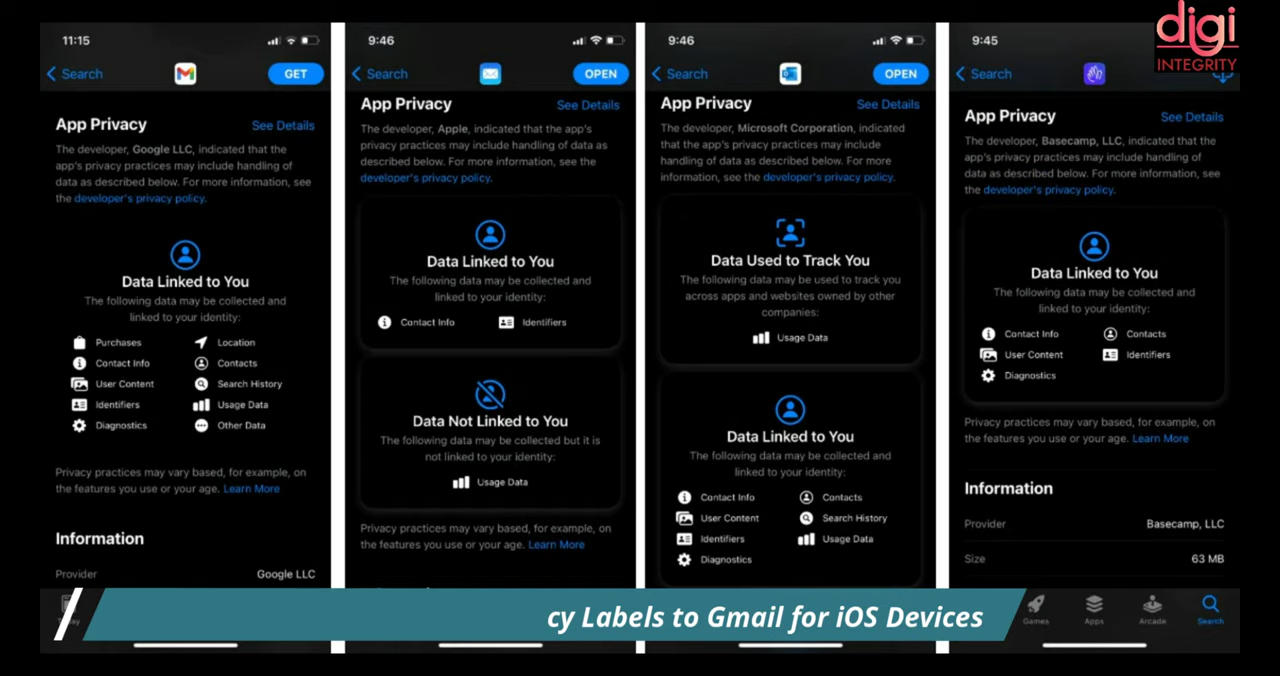 digi
INTEGRITY
11:15
Search
GET
App Privacy
See Details
The developer, Google LLC, indicated that the
app's privacy practices may include handling of
data as described below. For more information, see
the developer's privacy policy.
Data Linked to You
The following data may be collected and
linked to your identity:
Purchases
Location
Contact Info
Contacts
User Content
Search History
Identifiers
Usage Data
Diagnostics
Other Data
Privacy practices may vary based, for example, on
the features you use or your age. Learn More
Information
Provider
Google LLC
9:46
Search
OPEN
App Privacy
See Details
The developer, Apple, indicated that the app's
privacy practices may include handling of data as
described below. For more information, see the
developer's privacy policy.
Data Linked to You
The following data may be collected and
linked to your identity:
Contact Info
Identifiers
Data Not Linked to You
The following data may be collected but it is
not linked to your identity:
Usage Data
Privacy practices may vary based, for example, on
the features you use or your age. Learn More
9:46
Search
OPEN
App Privacy
See Details
The developer, Microsoft Corporation, indicated
that the app's privacy practices may include
handling of data as described below. For more
information, see the developer's privacy policy.
Data Used to Track You
The following data may be used to track you
across apps and websites owned by other
companies:
Usage Data
Data Linked to You
The following data may be collected and
linked to your identity:
Contact Info
Contacts
User Content
Search History
Identifiers
Usage Data
Diagnostics
9:45
Search
App Privacy
See Details
The developer, Basecamp, LLC, indicated that the
app's privacy practices may include handling of
data as described below. For more information, see
the developer's privacy policy.
Data Linked to You
The following data may be collected and
linked to your identity:
Contact Info
Contacts
User Content
Identifiers
Diagnostics
Privacy practices may vary based, for example, on
the features you use or your age. Learn More
Information
Provider
Basecamp, LLC
Size
63 MB
Games
Apps
Arcade
Search
cy Labels to Gmail for iOS Devices